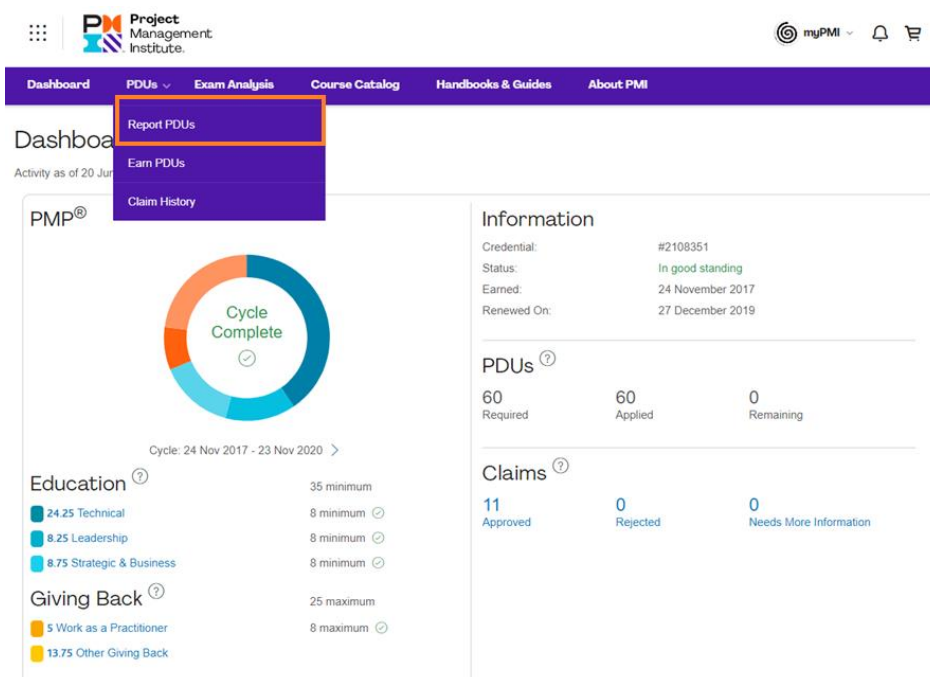 Project
Management
Institute.
myPMI
Dashboard PDUs Exam Analysis Course Catalog Handbooks & Guides About PMI
Report PDUs
Earn PDUs
Claim History
Dashboa
Activity as of 20 Jun
PMP®
Cycle
Complete
Cycle: 24 Nov 2017 - 23 Nov 2020
Education ? 35 minimum
24.25 Technical 8 minimum
8.25 Leadership 8 minimum
8.75 Strategic & Business 8 minimum
Giving Back ? 25 maximum
5 Work as a Practitioner 8 maximum
13.75 Other Giving Back
Information
Credential: #2108351
Status: In good standing
Earned: 24 November 2017
Renewed On: 27 December 2019
PDUs ?
60 60 0
Required Applied Remaining
Claims ?
11 0 0
Approved Rejected Needs More Information